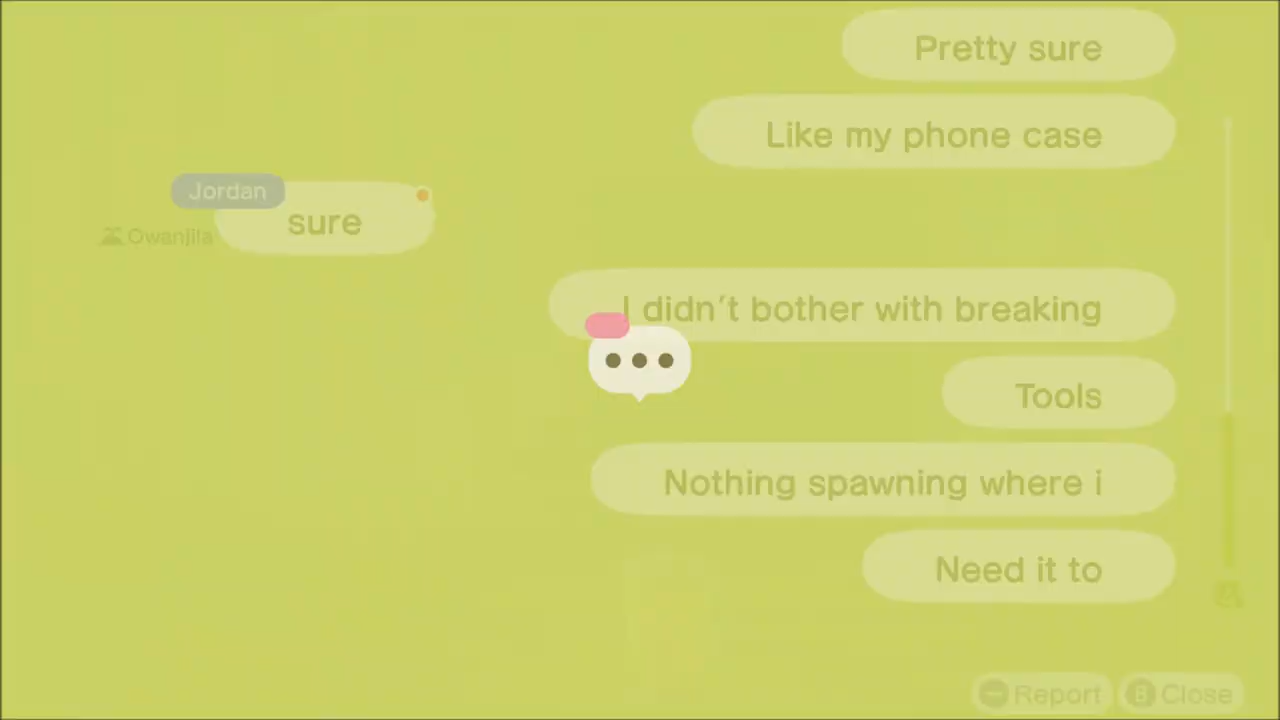 Pretty sure
Like my phone case
Jordan
sure
Owanjila
I didn't bother with breaking
Tools
Nothing spawning where i
Need it to
Report
B Close